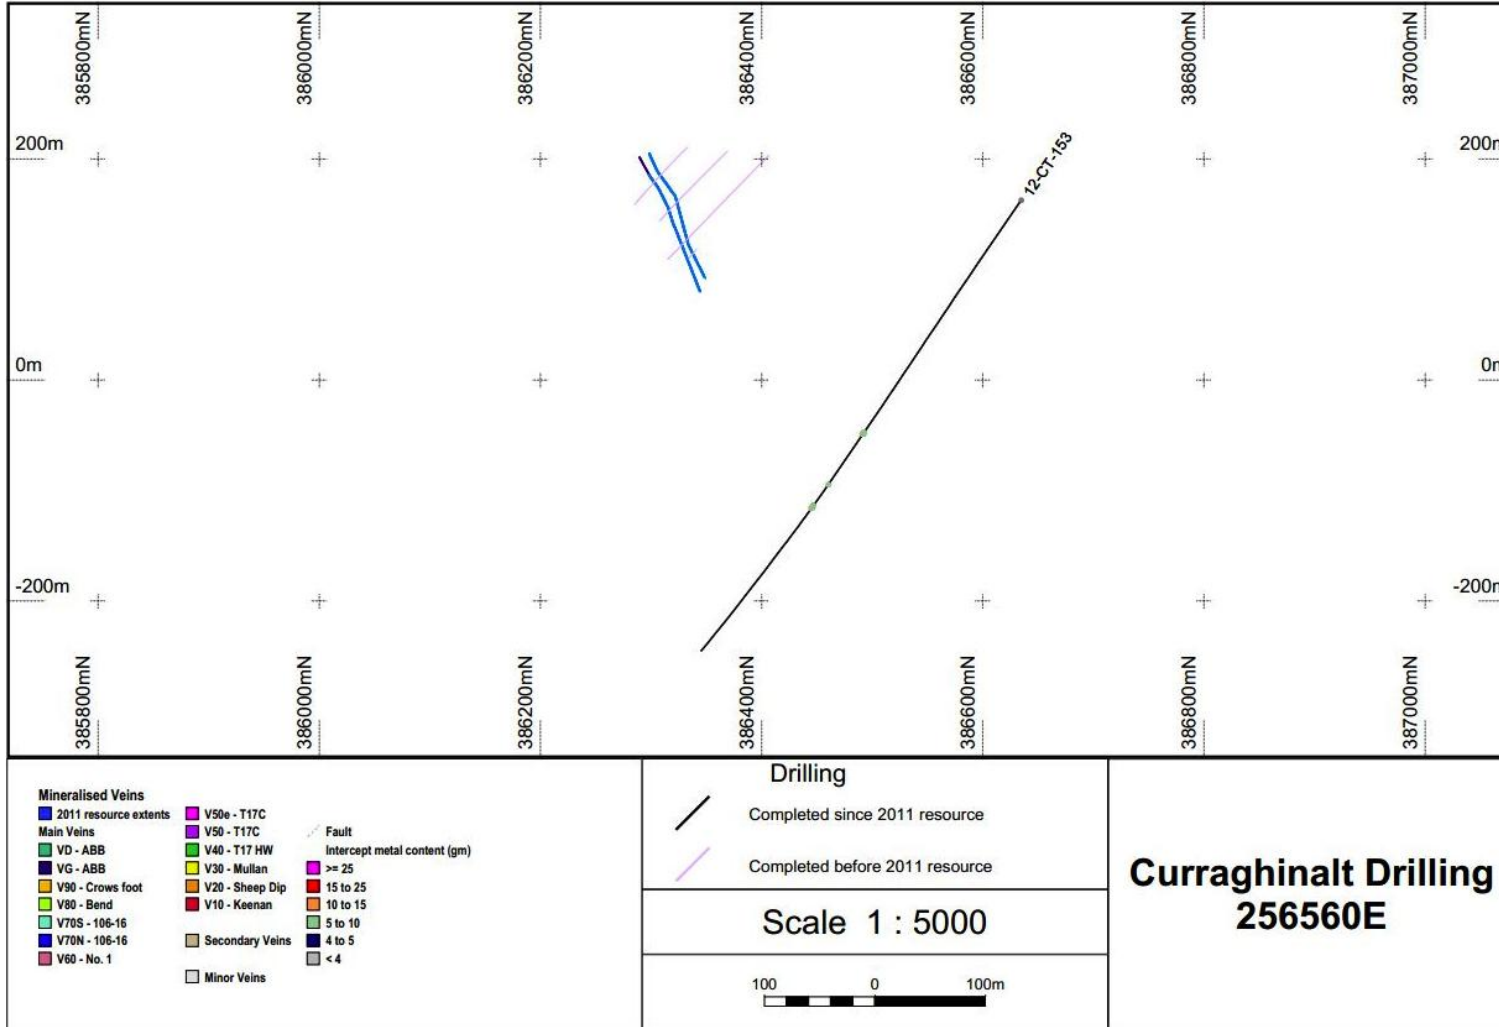 385800mN
386000mN
386200mN
386400mN
386600mN
386800mN
387000mN
12-CT-153
200m
200m
0m
0m
-200m
-200m
385800mN
386000mN
386200mN
386400mN
386600mN
386800mN
387000mN
Mineralised Veins
2011 resource extents
Main Veins
VD - ABB
VG - ABB
V90 - Crows foot
V80 - Bend
V70S - 106-16
V70N - 106-16
V60 - No. 1
V50e - T17C
V50 - T17C
V40 - T17 HW
V30 - Mullan
V20 - Sheep Dip
V10 - Keenan
Secondary Veins
Minor Veins
Fault
Intercept metal content (gm)
>= 25
15 to 25
10 to 15
5 to 10
4 to 5
< 4
Drilling
Completed since 2011 resource
Completed before 2011 resource
Scale 1 : 5000
100 0 100m
Curraghinalt Drilling
256560E